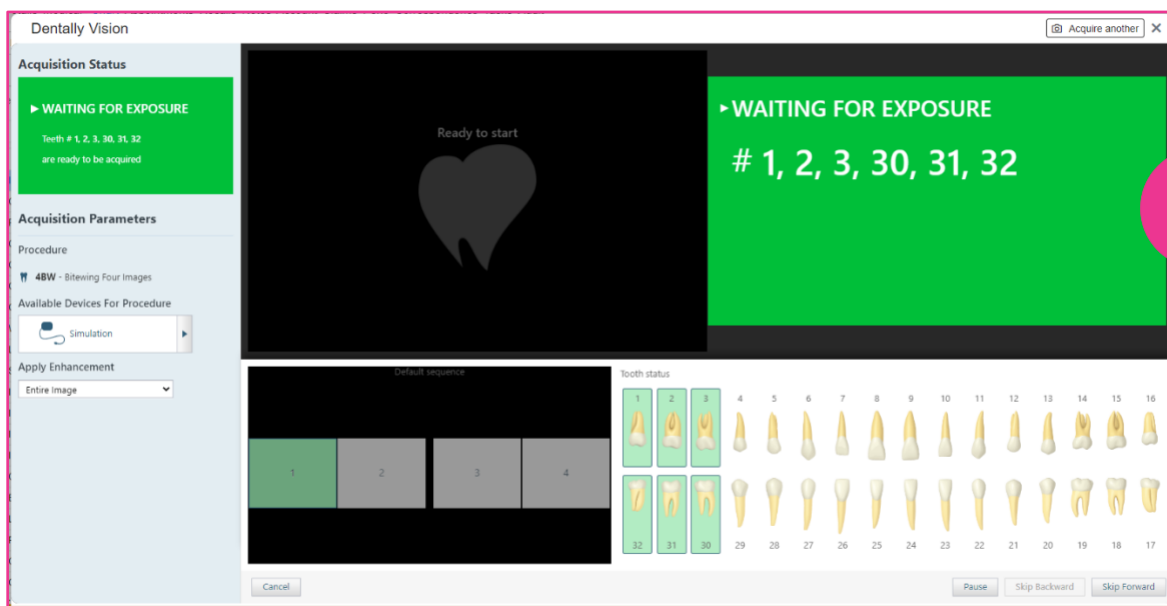 Dentally Vision
Acquire another
Acquisition Status
▸ WAITING FOR EXPOSURE
Teeth # 1, 2, 3, 30, 31, 32
are ready to be acquired
Acquisition Parameters
Procedure
4BW - Bitewing Four Images
Available Devices For Procedure
Simulation
Apply Enhancement
Entire Image
Ready to start
▸WAITING FOR EXPOSURE
# 1, 2, 3, 30, 31, 32
Default sequence
1 2 3 4
Tooth status
1 2 3 4 5 6 7 8 9 10 11 12 13 14 15 16
32 31 30 29 28 27 26 25 24 23 22 21 20 19 18 17
Cancel
Pause
Skip Backward
Skip Forward